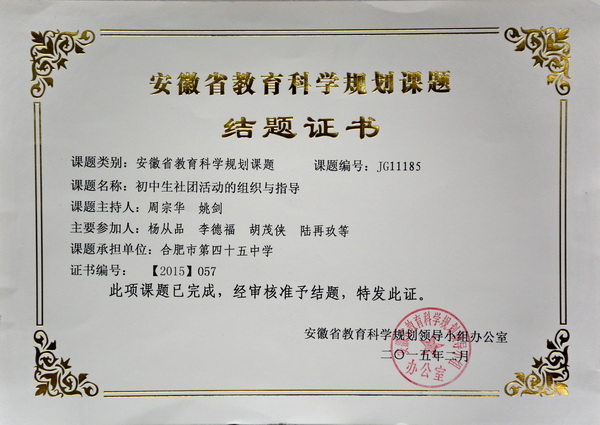 安徽省教育科学规划课题
结题证书
课题类别：安徽省教育科学规划课题 课题编号：JG11185
课题名称：初中生社团活动的组织与指导
课题主持人：周宗华 姚剑
主要参加人：杨从品 李德福 胡茂侠 陆再玖等
课题承担单位：合肥市第四十五中学
证书编号：【2015】057
此项课题已完成，经审核准予结题，特发此证。
安徽省教育科学规划领导小组办公室
二〇一五年二月
办公室